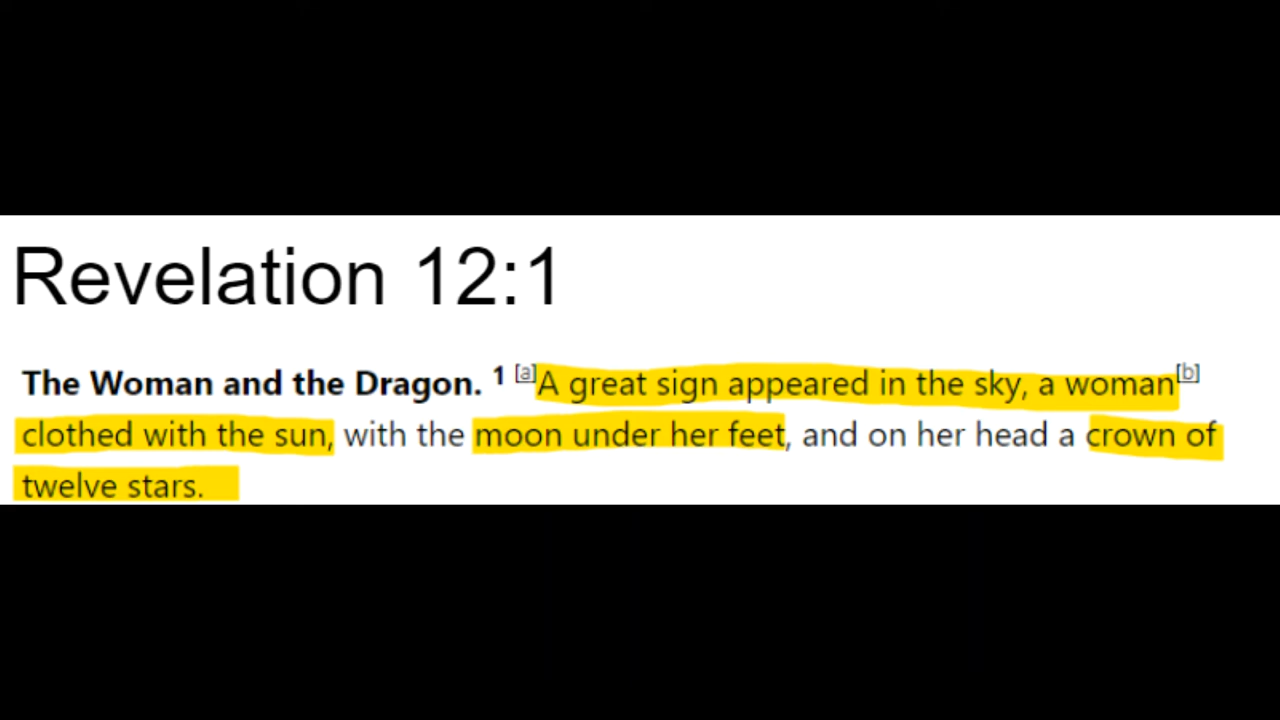 Revelation 12:1
The Woman and the Dragon. 1 [a]A great sign appeared in the sky, a woman[b]
clothed with the sun, with the moon under her feet, and on her head a crown of
twelve stars.